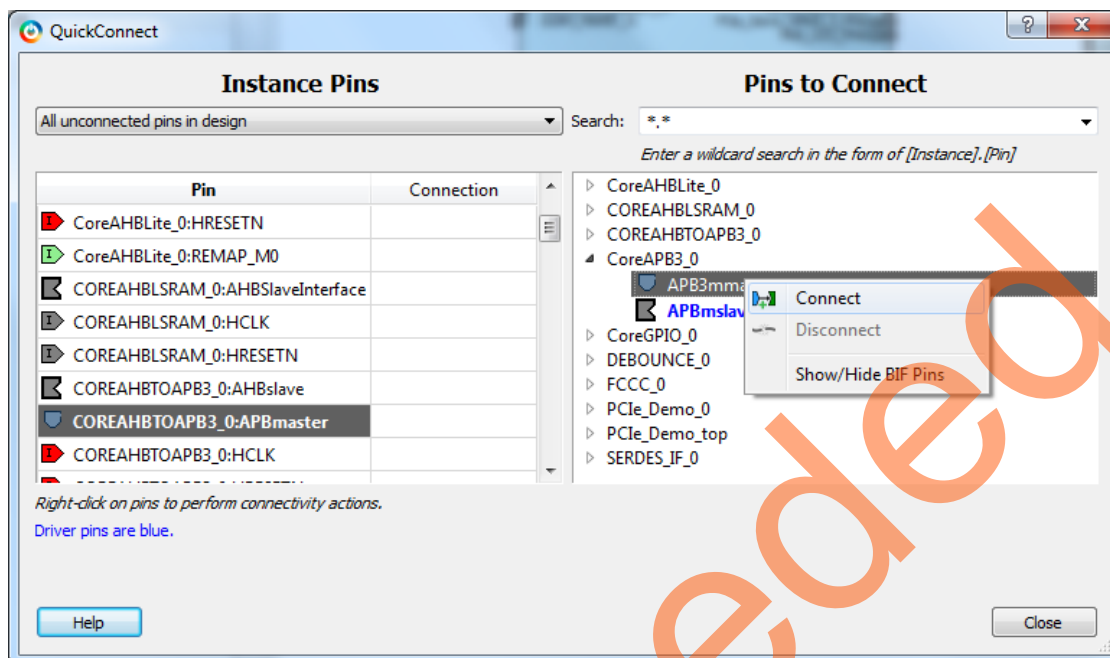 QuickConnect
Instance Pins
Pins to Connect
All unconnected pins in design
Search: *.*
Enter a wildcard search in the form of [Instance].[Pin]
Pin Connection
CoreAHBLite_0:HRESETN
CoreAHBLite_0:REMAP_M0
COREAHBLSRAM_0:AHBSlaveInterface
COREAHBLSRAM_0:HCLK
COREAHBLSRAM_0:HRESETN
COREAHBTOAPB3_0:AHBslave
COREAHBTOAPB3_0:APBmaster
COREAHBTOAPB3_0:HCLK
CoreAHBLite_0
COREAHBLSRAM_0
COREAHBTOAPB3_0
CoreAPB3_0
APB3mma
APBmslav
CoreGPIO_0
DEBOUNCE_0
FCCC_0
PCIe_Demo_0
PCIe_Demo_top
SERDES_IF_0
Connect
Disconnect
Show/Hide BIF Pins
Right-click on pins to perform connectivity actions.
Driver pins are blue.
Help
Close
eded